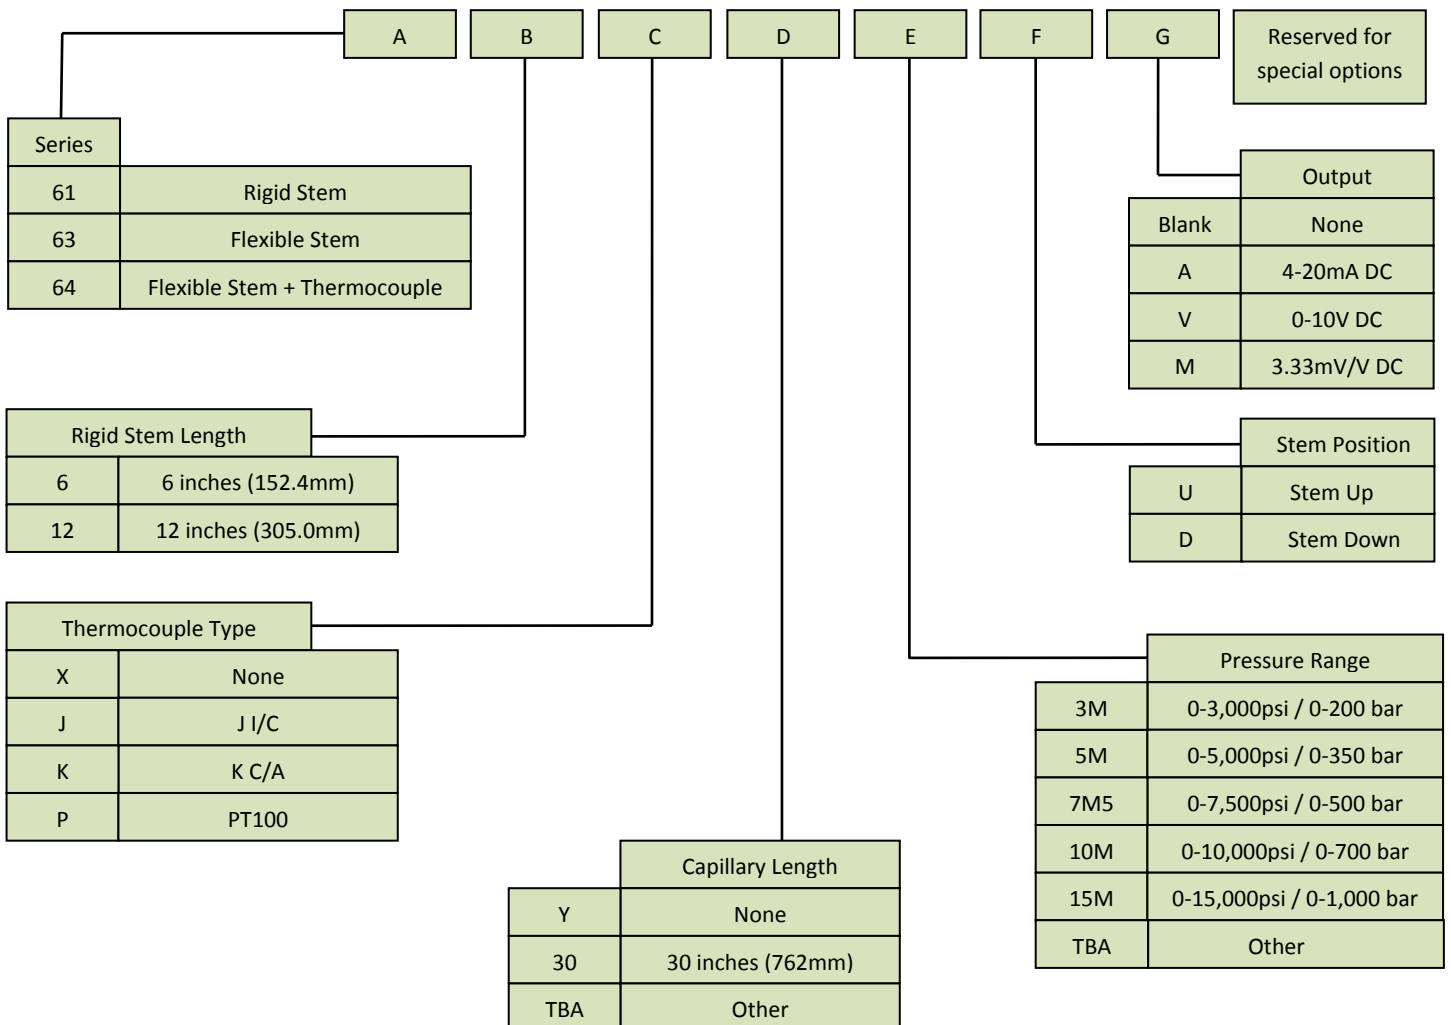 A B C D E F G
Reserved for
special options
Series
61 Rigid Stem
63 Flexible Stem
64 Flexible Stem + Thermocouple
Output
Blank None
A 4-20mA DC
V 0-10V DC
M 3.33mV/V DC
Rigid Stem Length
6 6 inches (152.4mm)
12 12 inches (305.0mm)
Stem Position
U Stem Up
D Stem Down
Thermocouple Type
X None
J J I/C
K K C/A
P PT100
Pressure Range
3M 0-3,000psi / 0-200 bar
5M 0-5,000psi / 0-350 bar
7M5 0-7,500psi / 0-500 bar
10M 0-10,000psi / 0-700 bar
15M 0-15,000psi / 0-1,000 bar
TBA Other
Capillary Length
Y None
30 30 inches (762mm)
TBA Other